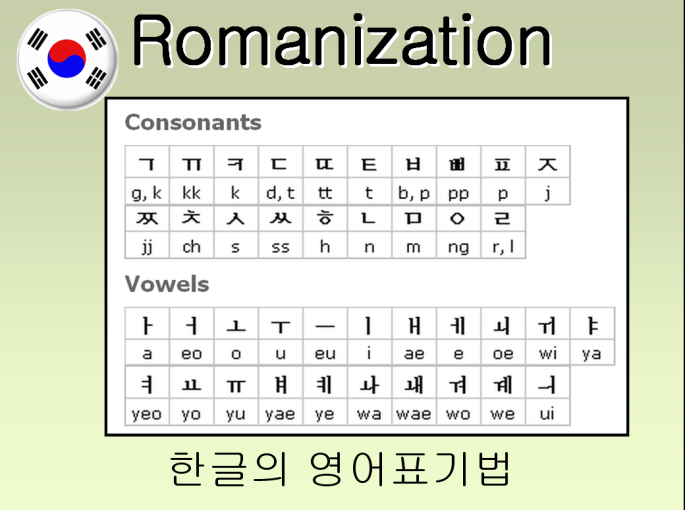 Romanization
Consonants
ㄱ ㄲ ㅋ ㄷ ㄸ ㅌ ㅂ ㅃ ㅍ ㅈ
g, k kk k d, t tt t b, p pp p j
ㅉ ㅊ ㅅ ㅆ ㅎ ㄴ ㅁ ㅇ ㄹ
jj ch s ss h n m ng r, l
Vowels
ㅏ ㅓ ㅗ ㅜ ㅡ ㅣ ㅐ ㅔ ㅚ ㅟ ㅑ
a eo o u eu i ae e oe wi ya
ㅕ ㅛ ㅠ ㅒ ㅖ ㅘ ㅙ ㅝ ㅞ ㅢ
yeo yo yu yae ye wa wae wo we ui
한글의 영어표기법